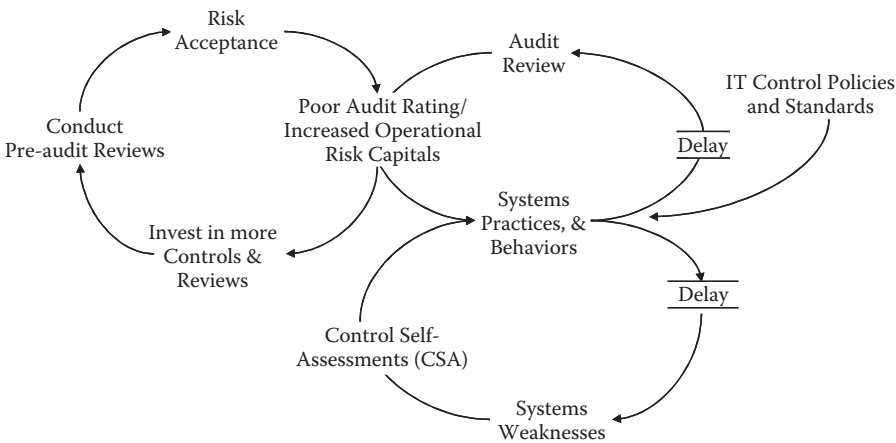 Risk
Acceptance
Audit
Review
IT Control Policies
and Standards
Conduct
Pre-audit Reviews
Poor Audit Rating/
Increased Operational
Risk Capitals
Delay
Systems
Practices, &
Behaviors
Invest in more
Controls &
Reviews
Delay
Control Self-
Assessments (CSA)
Systems
Weaknesses